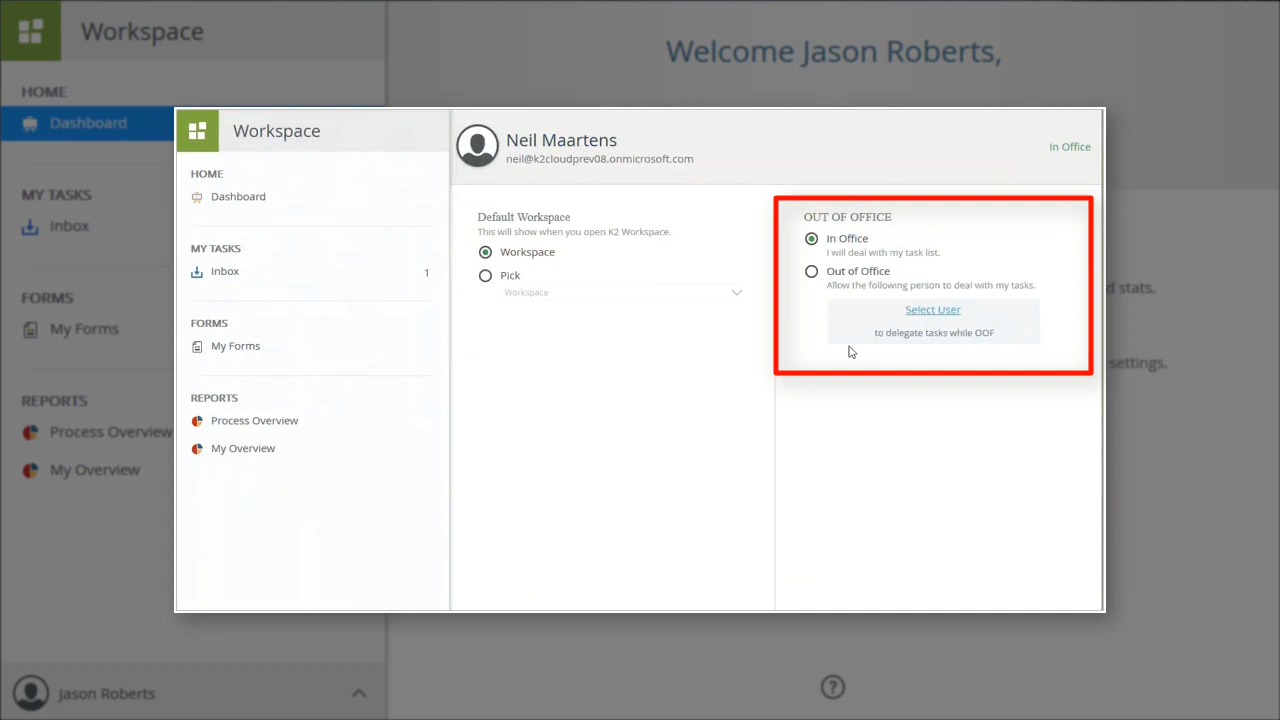 Workspace
Welcome Jason Roberts,
HOME
Dashboard
MY TASKS
Inbox
FORMS
My Forms
REPORTS
Process Overview
My Overview
Jason Roberts
d stats.
settings.
Workspace
HOME
Dashboard
MY TASKS
Inbox 1
FORMS
My Forms
REPORTS
Process Overview
My Overview
Neil Maartens
neil@k2cloudprev08.onmicrosoft.com
In Office
Default Workspace
This will show when you open K2 Workspace.
Workspace
Pick
Workspace
OUT OF OFFICE
In Office
I will deal with my task list.
Out of Office
Allow the following person to deal with my tasks.
Select User
to delegate tasks while OOF
?